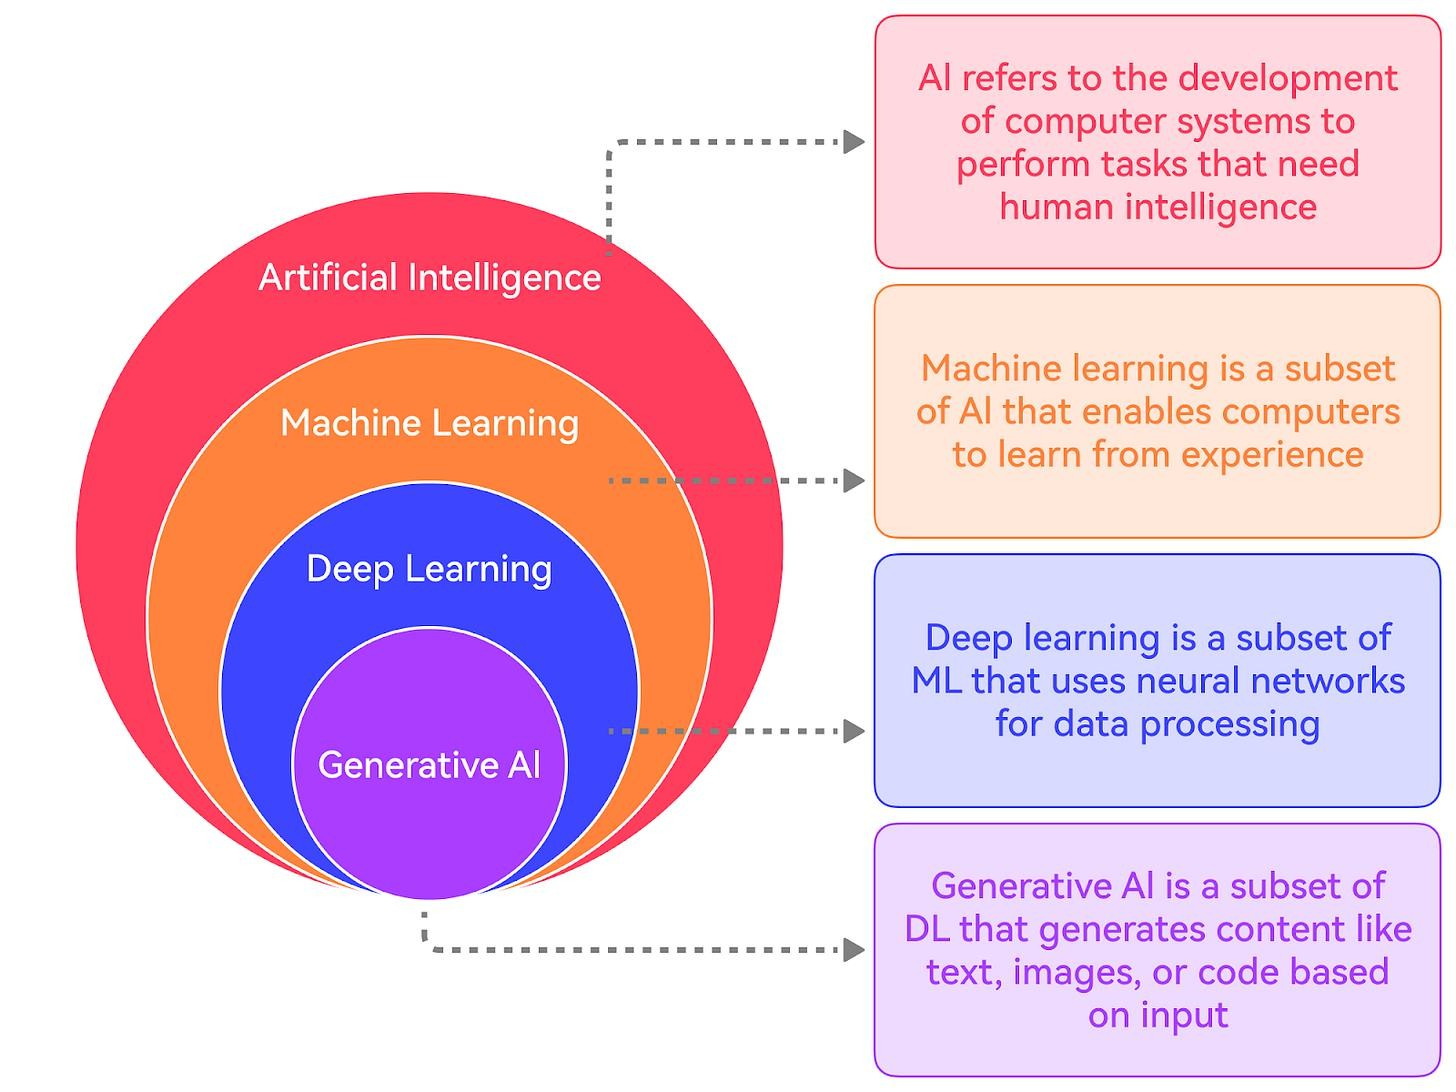 Artificial Intelligence
Machine Learning
Deep Learning
Generative AI
AI refers to the development
of computer systems to
perform tasks that need
human intelligence
Machine learning is a subset
of AI that enables computers
to learn from experience
Deep learning is a subset of
ML that uses neural networks
for data processing
Generative AI is a subset of
DL that generates content like
text, images, or code based
on input